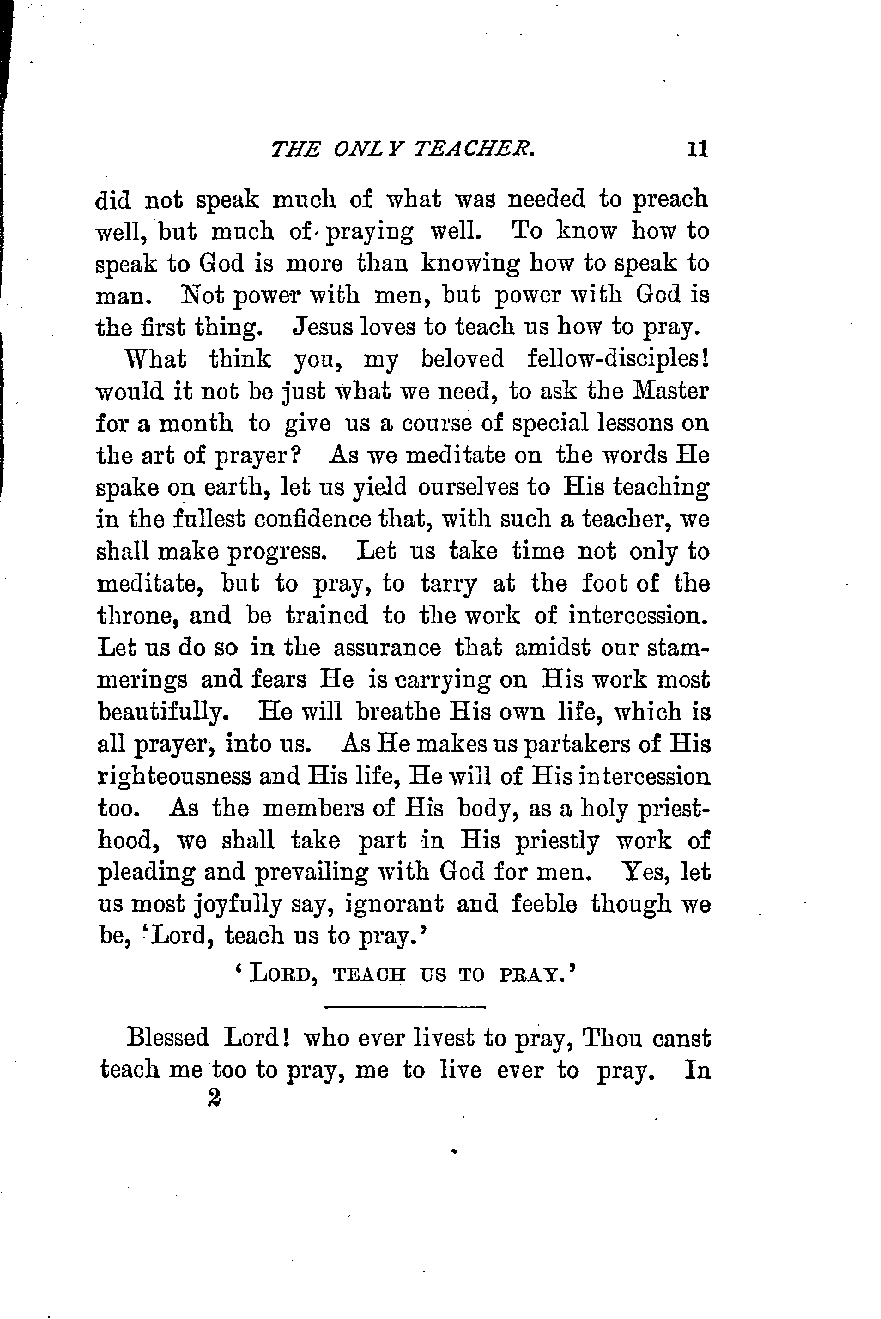 THE ONLY TEACHER. 11
did not speak much of what was needed to preach
well, but much of praying well. To know how to
speak to God is more than knowing how to speak to
man. Not power with men, but power with God is
the first thing. Jesus loves to teach us how to pray.
What think you, my beloved fellow-disciples!
would it not be just what we need, to ask the Master
for a month to give us a course of special lessons on
the art of prayer? As we meditate on the words He
spake on earth, let us yield ourselves to His teaching
in the fullest confidence that, with such a teacher, we
shall make progress. Let us take time not only to
meditate, but to pray, to tarry at the foot of the
throne, and be trained to the work of intercession.
Let us do so in the assurance that amidst our stam-
merings and fears He is carrying on His work most
beautifully. He will breathe His own life, which is
all prayer, into us. As He makes us partakers of His
righteousness and His life, He will of His intercession
too. As the members of His body, as a holy priest-
hood, we shall take part in His priestly work of
pleading and prevailing with God for men. Yes, let
us most joyfully say, ignorant and feeble though we
be, ‘Lord, teach us to pray.’
‘LORD, TEACH US TO PRAY.’
Blessed Lord! who ever livest to pray, Thou canst
teach me too to pray, me to live ever to pray. In
2